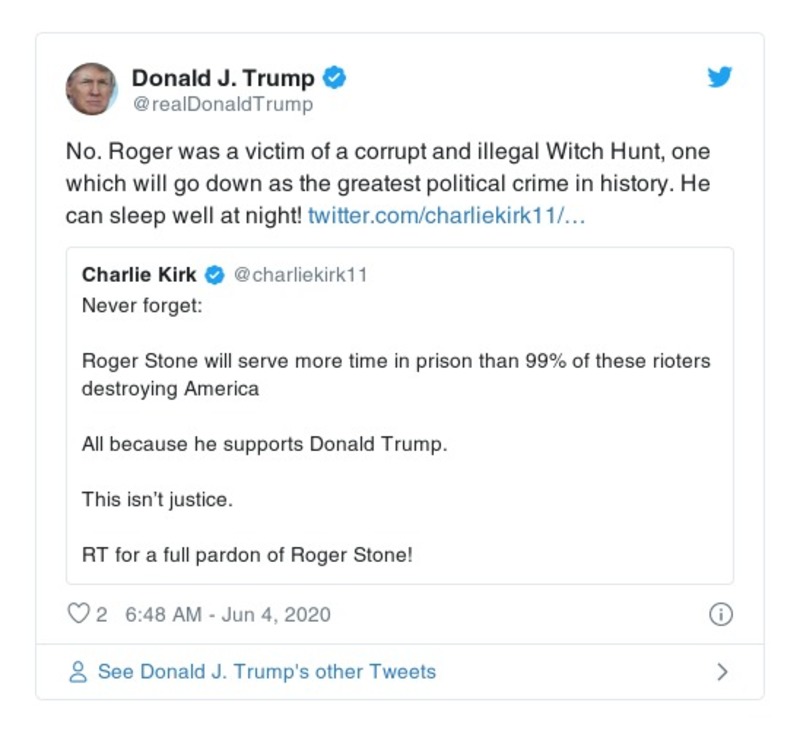 Donald J. Trump
@realDonaldTrump
No. Roger was a victim of a corrupt and illegal Witch Hunt, one
which will go down as the greatest political crime in history. He
can sleep well at night! twitter.com/charliekirk11/…
Charlie Kirk @charliekirk11
Never forget:
Roger Stone will serve more time in prison than 99% of these rioters
destroying America
All because he supports Donald Trump.
This isn't justice.
RT for a full pardon of Roger Stone!
2 6:48 AM - Jun 4, 2020
See Donald J. Trump's other Tweets